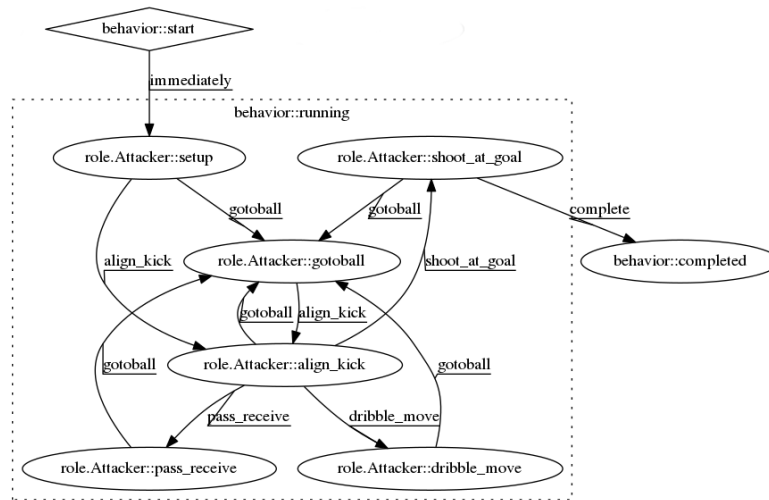 behavior::start
immediately
behavior::running
role.Attacker::setup
role.Attacker::shoot_at_goal
gotoball
gotoball
complete
align_kick
role.Attacker::gotoball
shoot_at_goal
behavior::completed
gotoball
align_kick
gotoball
role.Attacker::align_kick
gotoball
pass_receive
dribble_move
role.Attacker::pass_receive
role.Attacker::dribble_move